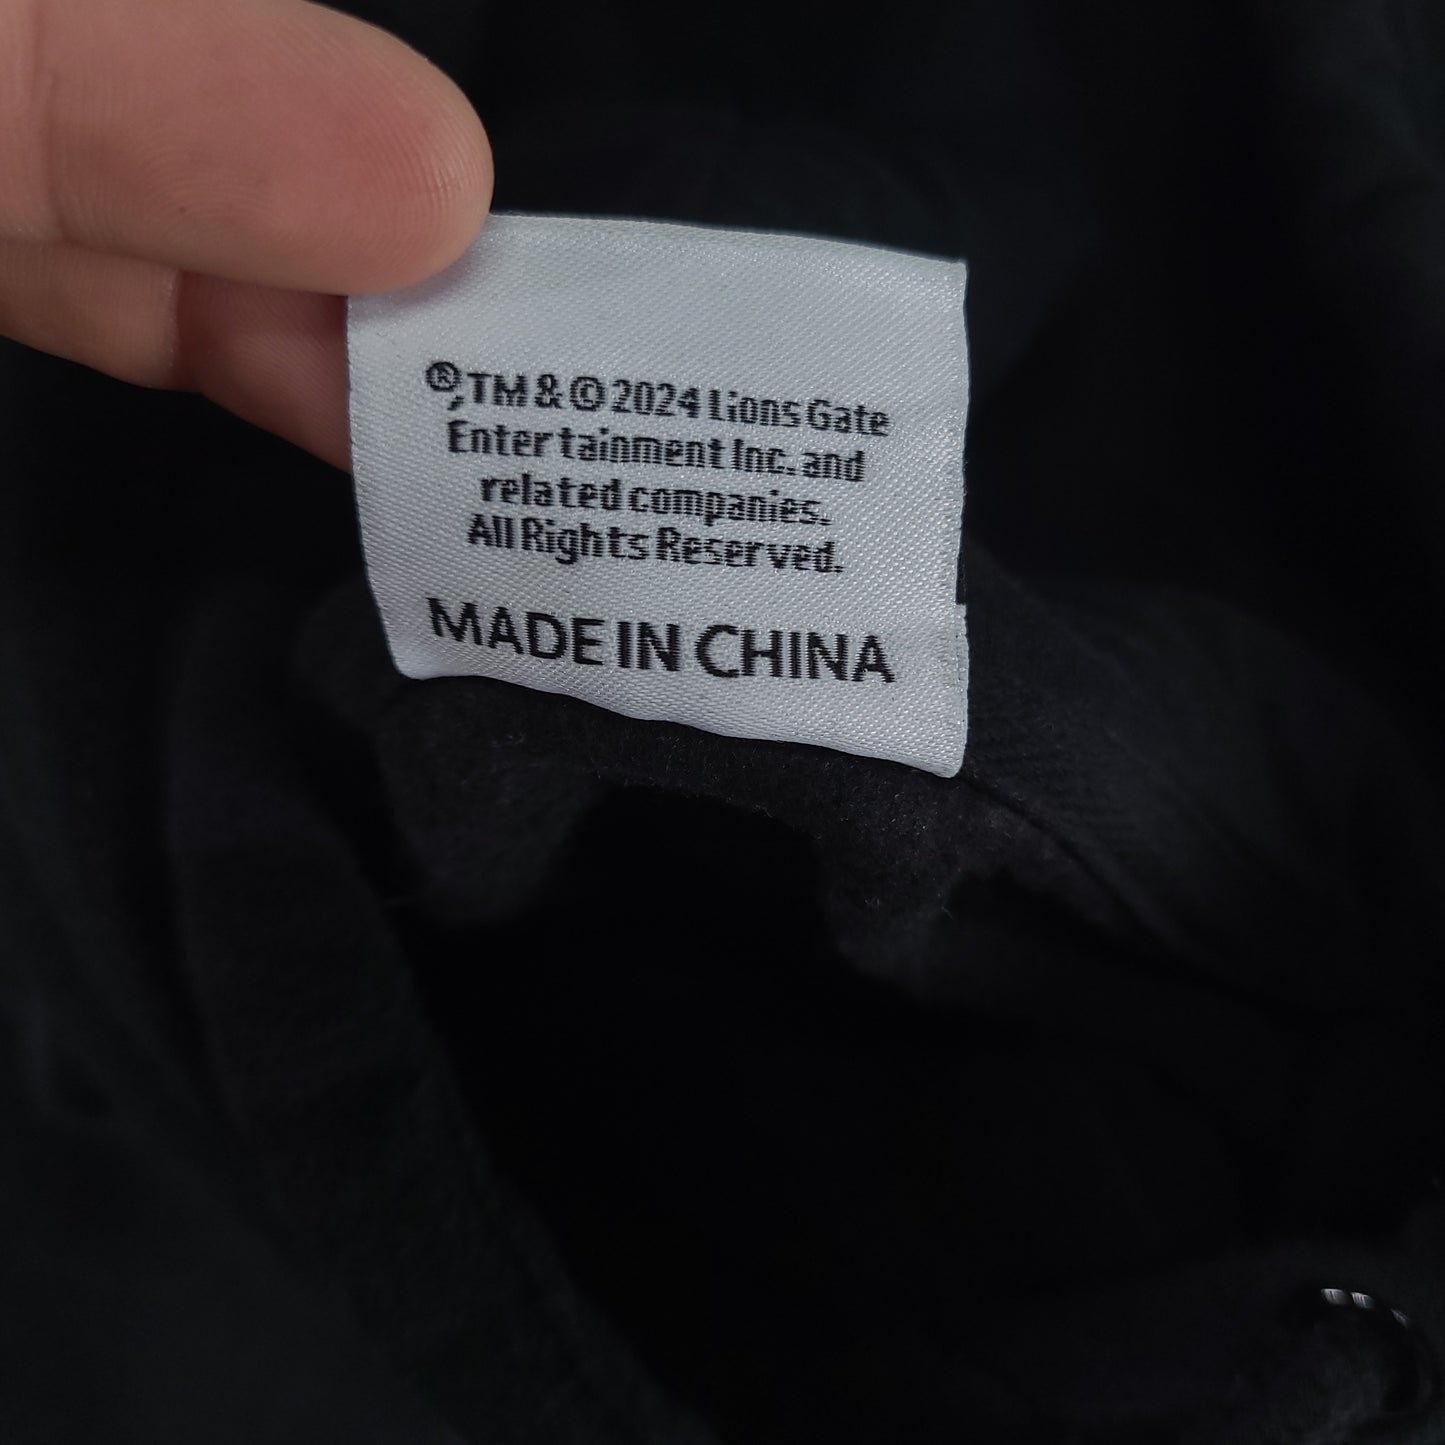 ®, TM & © 2024 Lions Gate
Entertainment Inc. and
related companies.
All Rights Reserved.
MADE IN CHINA